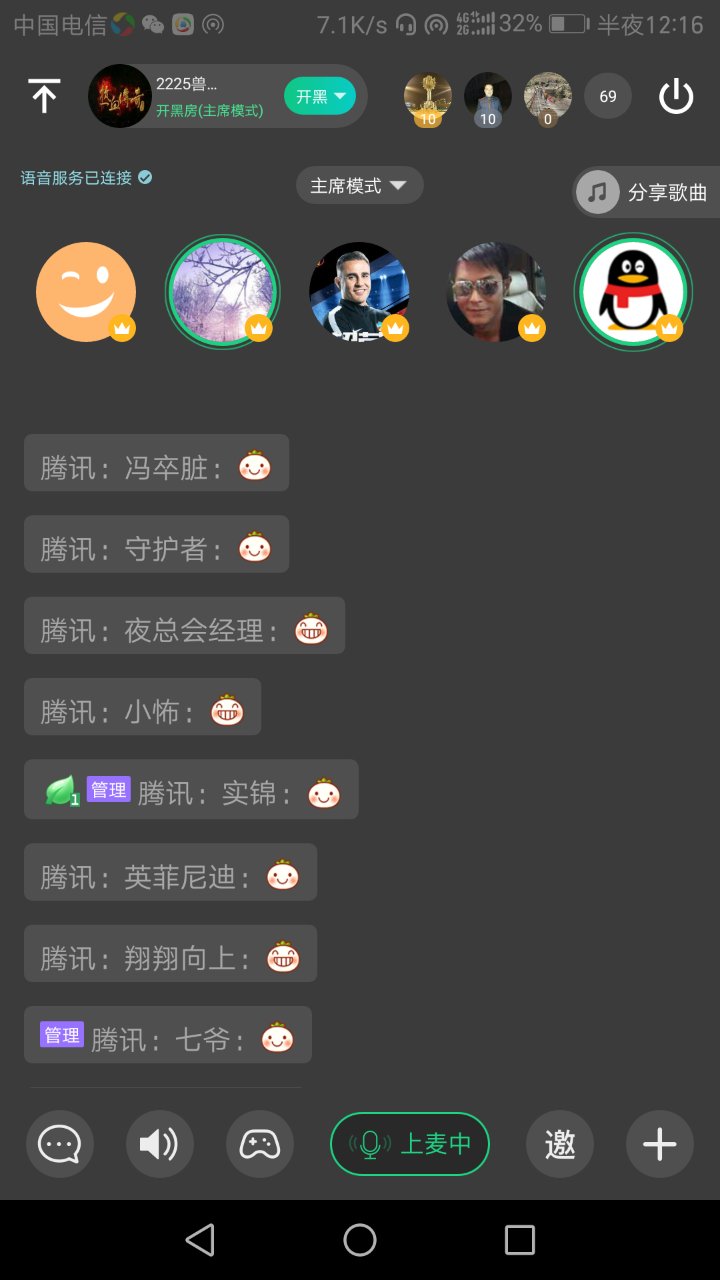 中国电信 7.1K/s 4G 2G 32% 半夜12:16
2225兽...
开黑房(主席模式)
开黑
10 10 0 69
语音服务已连接
主席模式
分享歌曲
腾讯：冯卒脏：
腾讯：守护者：
腾讯：夜总会经理：
腾讯：小怖：
1 管理 腾讯：实锦：
腾讯：英菲尼迪：
腾讯：翔翔向上：
管理 腾讯：七爷：
上麦中 邀